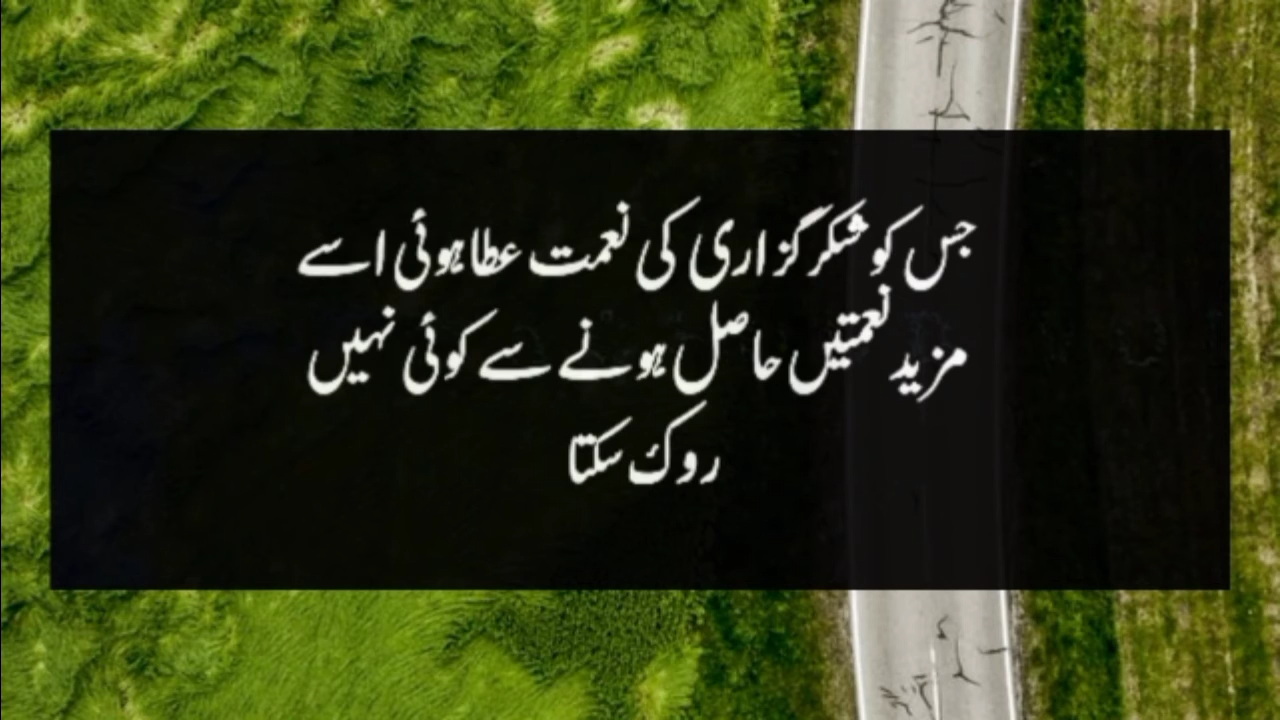 جس کو شکر گزاری کی نعمت عطا ہوئی اسے
مزید نعمتیں حاصل ہونے سے کوئی نہیں
روک سکتا